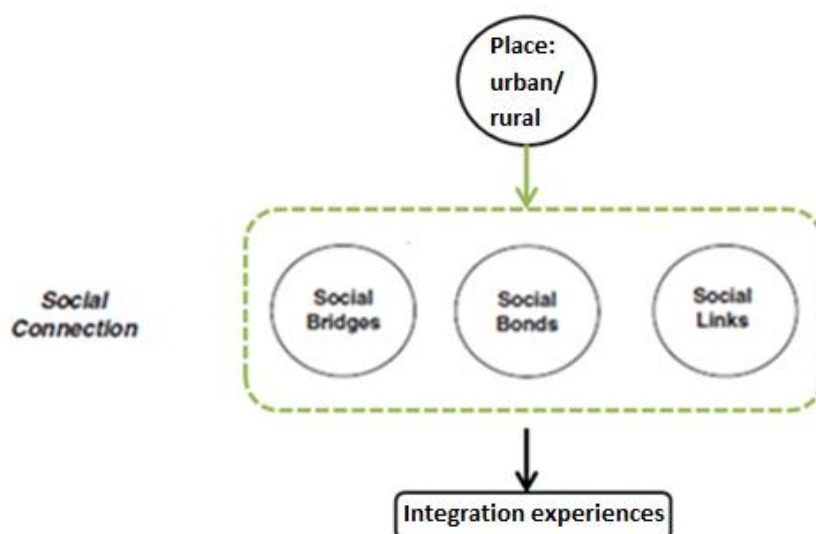 Place:
urban/
rural
Social
Connection
Social
Bridges
Social
Bonds
Social
Links
Integration experiences